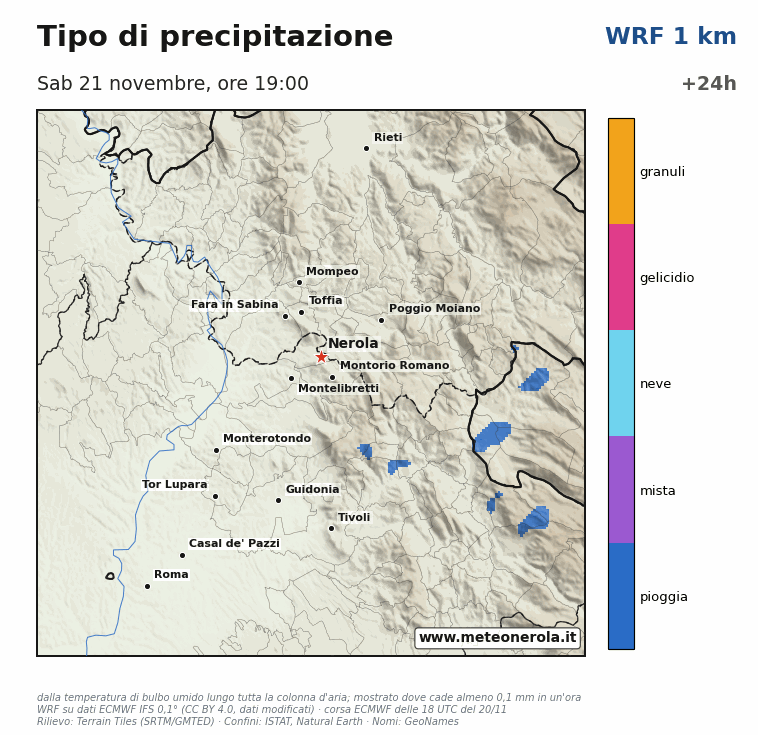 Tipo di precipitazione
WRF 1 km
Sab 21 novembre, ore 19:00
+24h
Rieti
granuli
gelicidio
Mompeo
Toffia
Fara in Sabina
Poggio Moiano
Nerola
Montorio Romano
neve
Montelibretti
Monterotondo
mista
Tor Lupara
Guidonia
Tivoli
Casal de' Pazzi
Roma
pioggia
www.meteonerola.it
dalla temperatura di bulbo umido lungo tutta la colonna d'aria; mostrato dove cade almeno 0,1 mm in un'ora
WRF su dati ECMWF IFS 0,1° (CC BY 4.0, dati modificati) · corsa ECMWF delle 18 UTC del 20/11
Rilievo: Terrain Tiles (SRTM/GMTED) · Confini: ISTAT, Natural Earth · Nomi: GeoNames